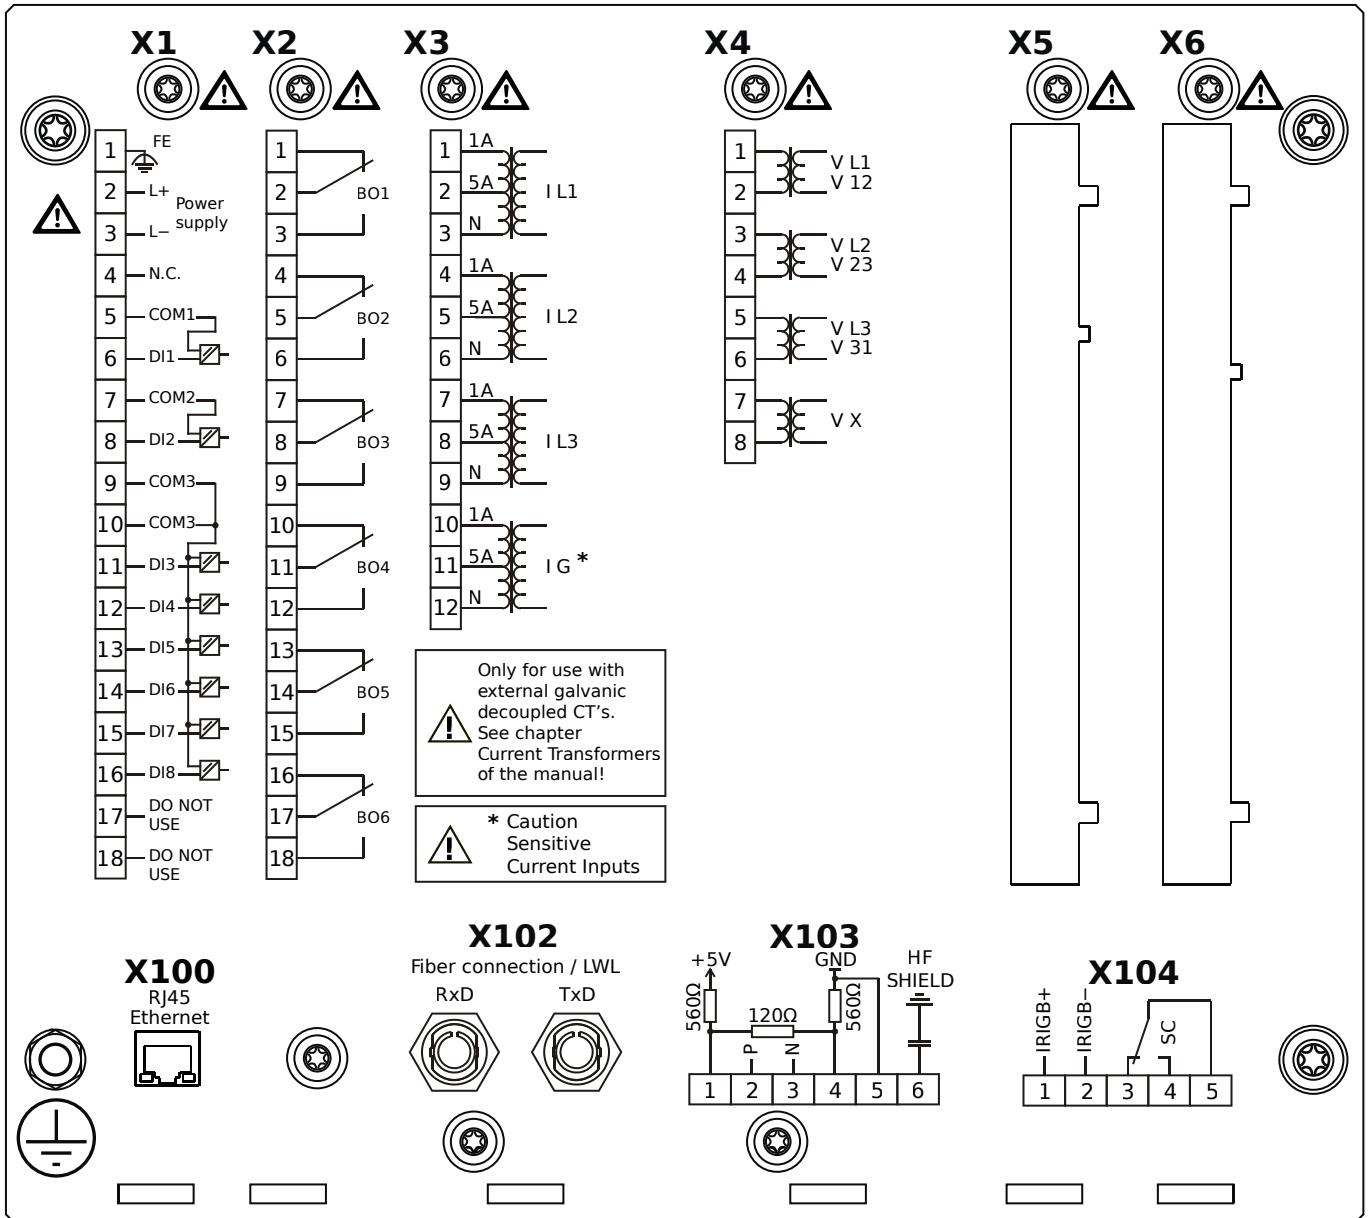 X1 X2 X3 X4 X5 X6
1 FE
2 L+
Power
supply
3 L−
4 N.C.
5 COM1
6 DI1
7 COM2
8 DI2
9 COM3
10 COM3
11 DI3
12 DI4
13 DI5
14 DI6
15 DI7
16 DI8
17 DO NOT
USE
18 DO NOT
USE
1
2 BO1
3
4
5 BO2
6
7
8 BO3
9
10
11 BO4
12
13
14 BO5
15
16
17 BO6
18
1 1A
2 5A I L1
3 N
4 1A
5 5A I L2
6 N
7 1A
8 5A I L3
9 N
10 1A
11 5A I G *
12 N
Only for use with
external galvanic
decoupled CT's.
See chapter
Current Transformers
of the manual!
* Caution
Sensitive
Current Inputs
1 V L1
2 V 12
3 V L2
4 V 23
5 V L3
6 V 31
7 V X
8
X100
RJ45
Ethernet
X102
Fiber connection / LWL
RxD TxD
X103
+5V GND HF
SHIELD
560Ω 120Ω 560Ω
P N
1 2 3 4 5 6
X104
IRIGB+ IRIGB− SC
1 2 3 4 5